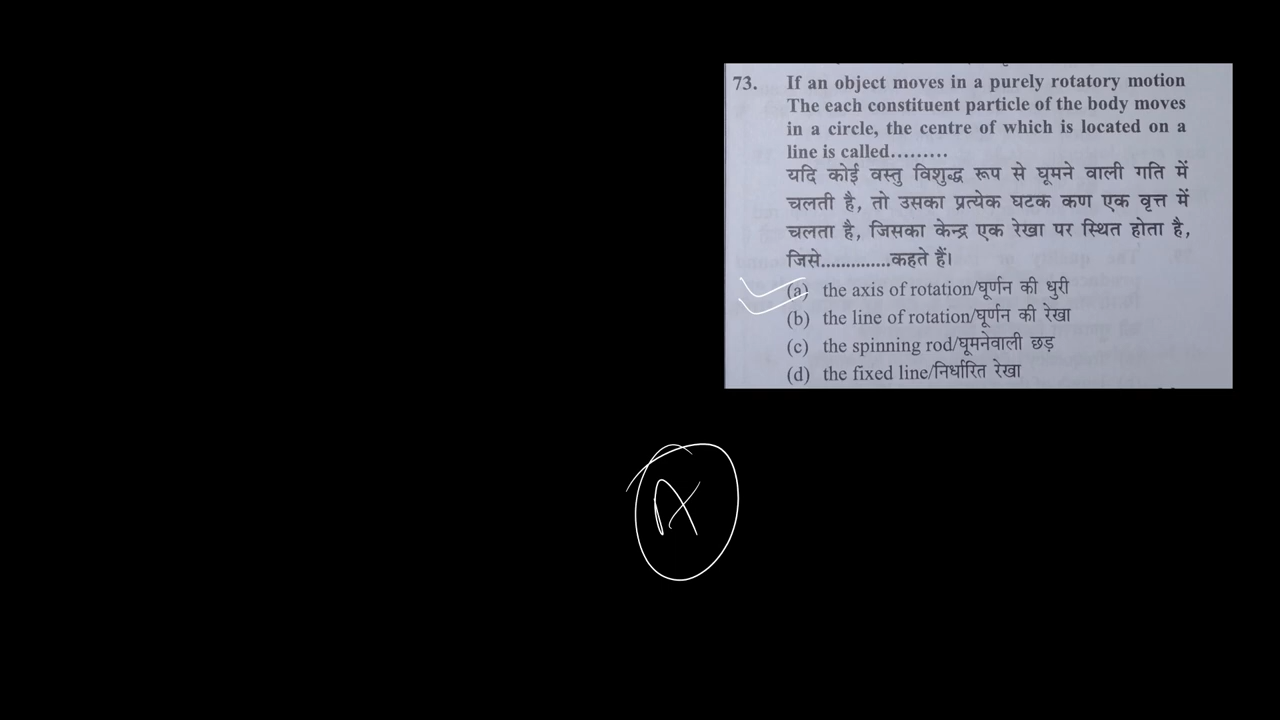 73. If an object moves in a purely rotatory motion
The each constituent particle of the body moves
in a circle, the centre of which is located on a
line is called.........
यदि कोई वस्तु विशुद्ध रूप से घूमने वाली गति में
चलती है, तो उसका प्रत्येक घटक कण एक वृत्त में
चलता है, जिसका केन्द्र एक रेखा पर स्थित होता है,
जिसे..............कहते हैं।
(a) the axis of rotation/घूर्णन की धुरी
(b) the line of rotation/घूर्णन की रेखा
(c) the spinning rod/घूमनेवाली छड़
(d) the fixed line/निर्धारित रेखा
A